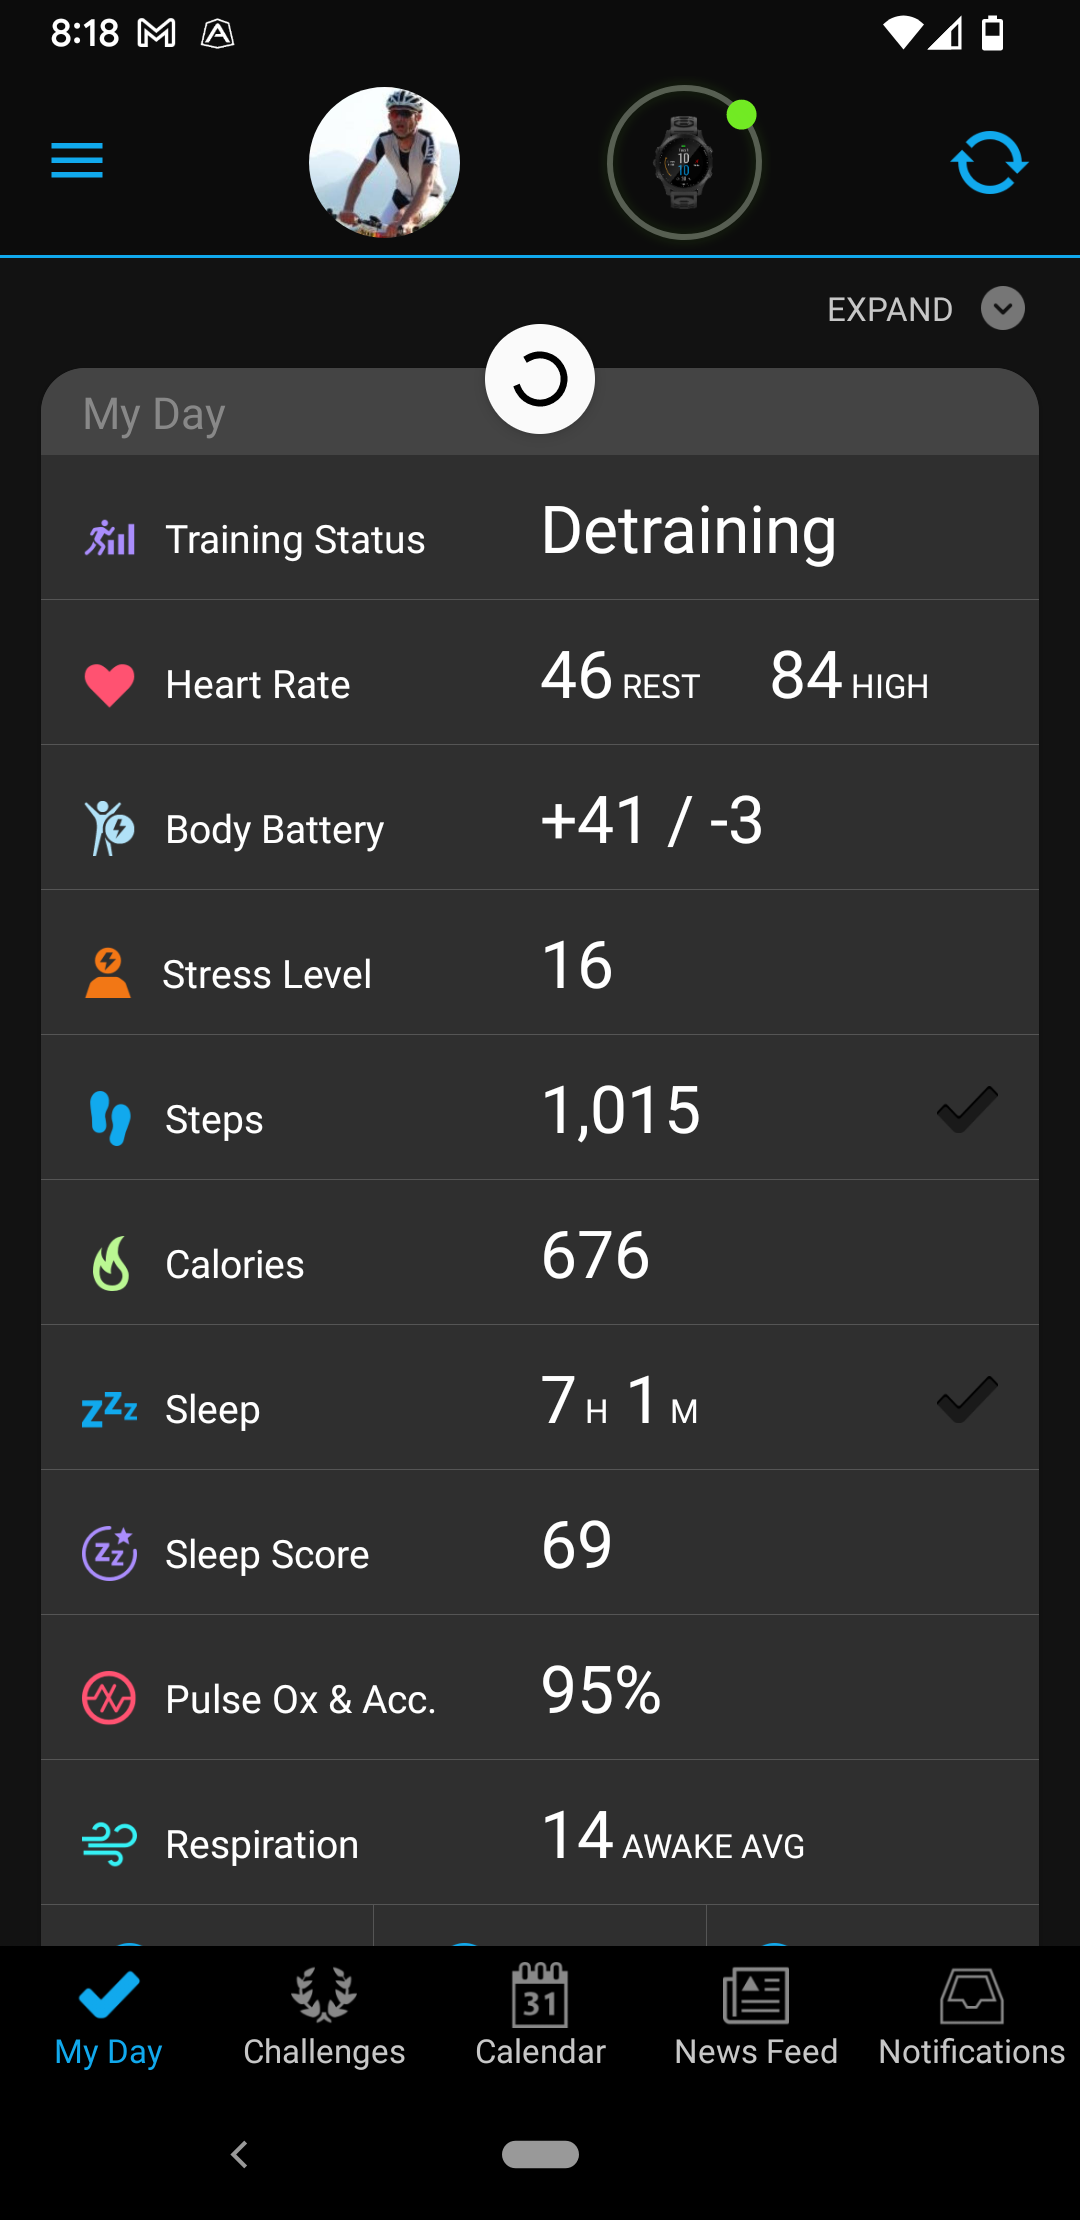 8:18
EXPAND
My Day
Training Status Detraining
Heart Rate 46 REST 84 HIGH
Body Battery +41 / -3
Stress Level 16
Steps 1,015
Calories 676
Sleep 7 H 1 M
Sleep Score 69
Pulse Ox & Acc. 95%
Respiration 14 AWAKE AVG
31
My Day Challenges Calendar News Feed Notifications